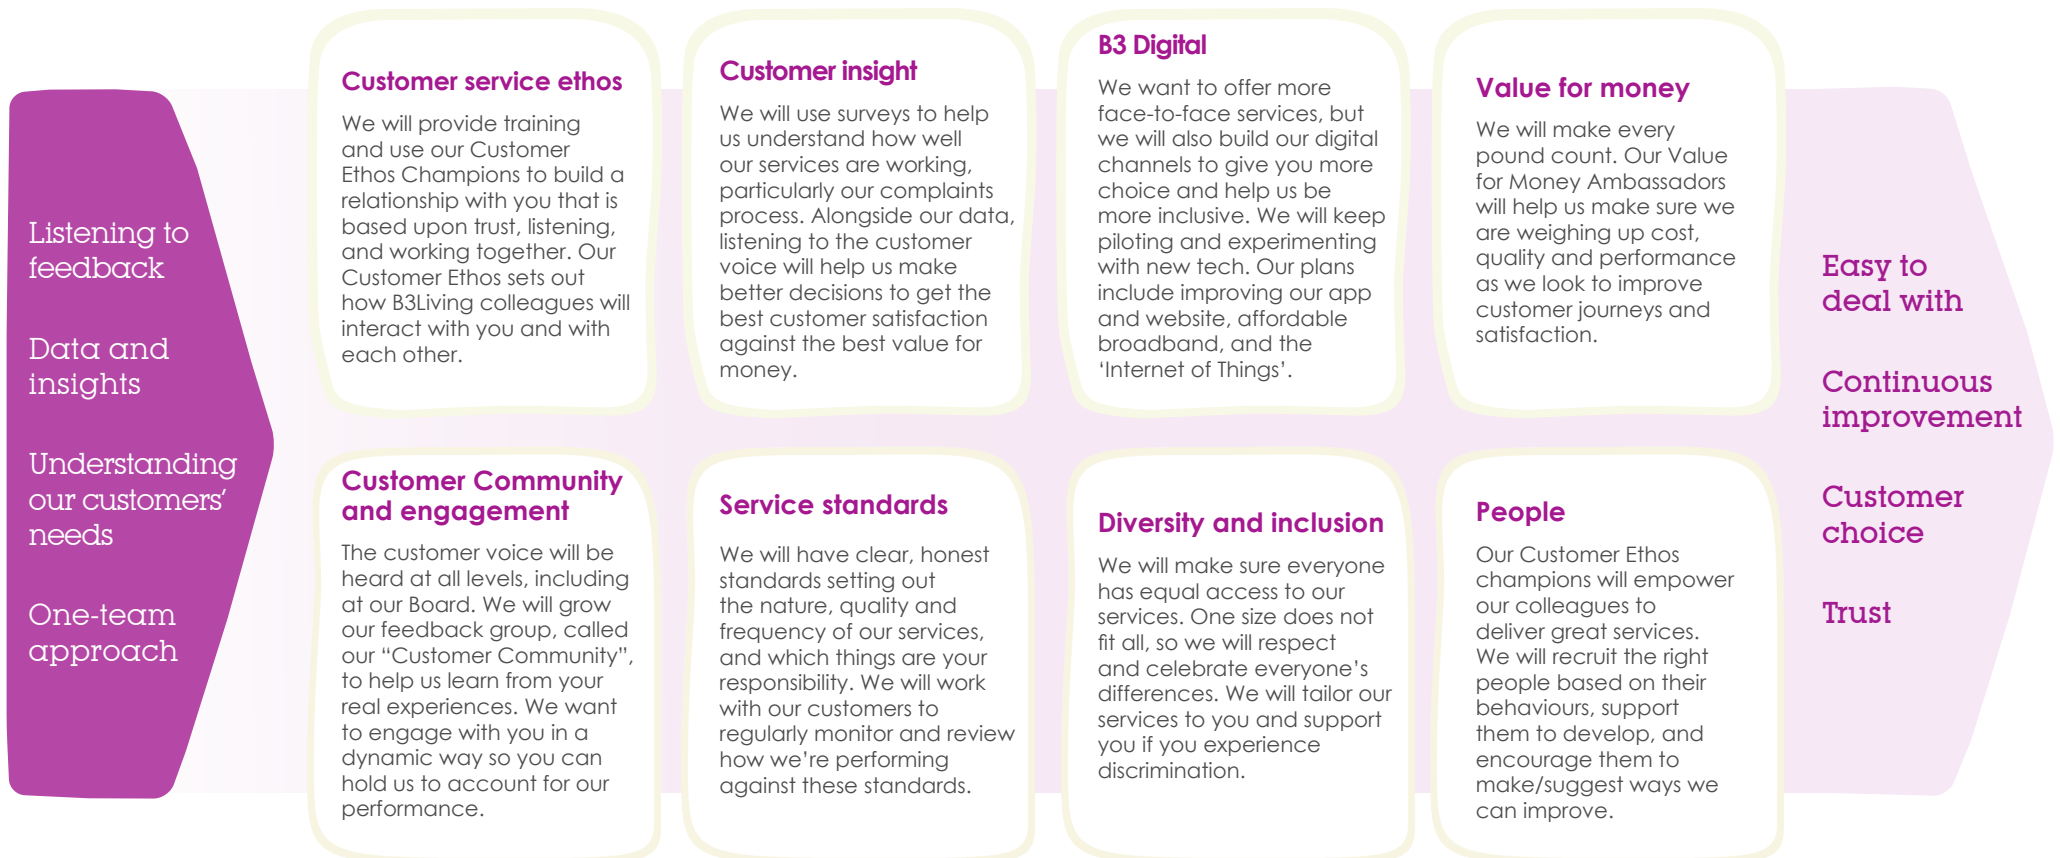 Listening to
feedback
Data and
insights
Understanding
our customers’
needs
One-team
approach
Customer service ethos
We will provide training
and use our Customer
Ethos Champions to build a
relationship with you that is
based upon trust, listening,
and working together. Our
Customer Ethos sets out
how B3Living colleagues will
interact with you and with
each other.
Customer insight
We will use surveys to help
us understand how well
our services are working,
particularly our complaints
process. Alongside our data,
listening to the customer
voice will help us make
better decisions to get the
best customer satisfaction
against the best value for
money.
B3 Digital
We want to offer more
face-to-face services, but
we will also build our digital
channels to give you more
choice and help us be
more inclusive. We will keep
piloting and experimenting
with new tech. Our plans
include improving our app
and website, affordable
broadband, and the
‘Internet of Things’.
Value for money
We will make every
pound count. Our Value
for Money Ambassadors
will help us make sure we
are weighing up cost,
quality and performance
as we look to improve
customer journeys and
satisfaction.
Customer Community
and engagement
The customer voice will be
heard at all levels, including
at our Board. We will grow
our feedback group, called
our “Customer Community”,
to help us learn from your
real experiences. We want
to engage with you in a
dynamic way so you can
hold us to account for our
performance.
Service standards
We will have clear, honest
standards setting out
the nature, quality and
frequency of our services,
and which things are your
responsibility. We will work
with our customers to
regularly monitor and review
how we’re performing
against these standards.
Diversity and inclusion
We will make sure everyone
has equal access to our
services. One size does not
fit all, so we will respect
and celebrate everyone’s
differences. We will tailor our
services to you and support
you if you experience
discrimination.
People
Our Customer Ethos
champions will empower
our colleagues to
deliver great services.
We will recruit the right
people based on their
behaviours, support
them to develop, and
encourage them to
make/suggest ways we
can improve.
Easy to
deal with
Continuous
improvement
Customer
choice
Trust